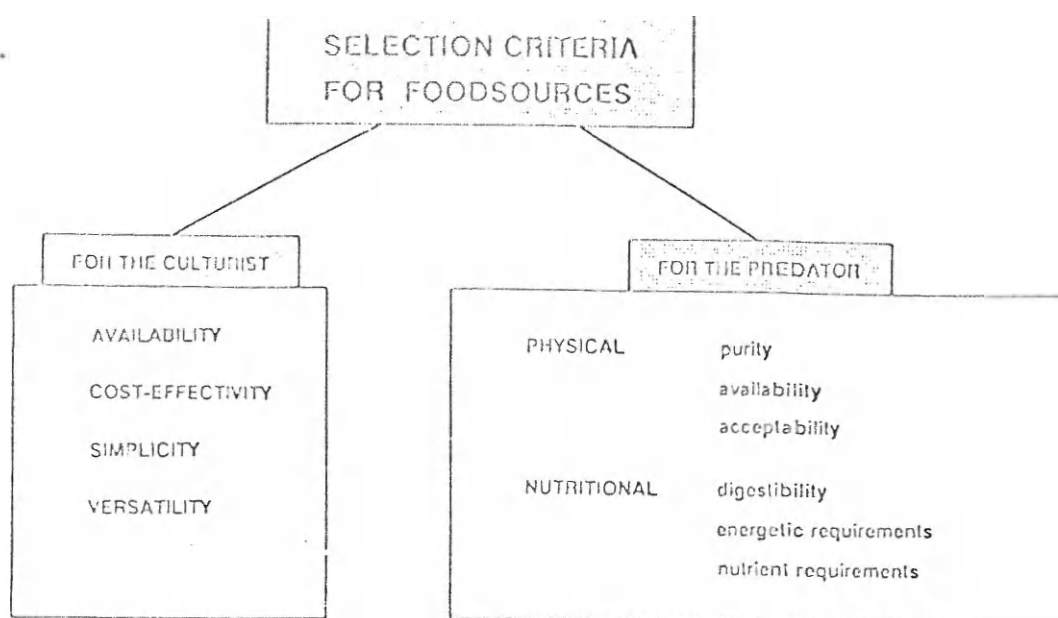 SELECTION CRITERIA
FOR FOODSOURCES
FOR THE CULTURIST
AVAILABILITY
COST-EFFECTIVITY
SIMPLICITY
VERSATILITY
FOR THE PREDATOR
PHYSICAL purity
availability
acceptability
NUTRITIONAL digestibility
energetic requirements
nutrient requirements